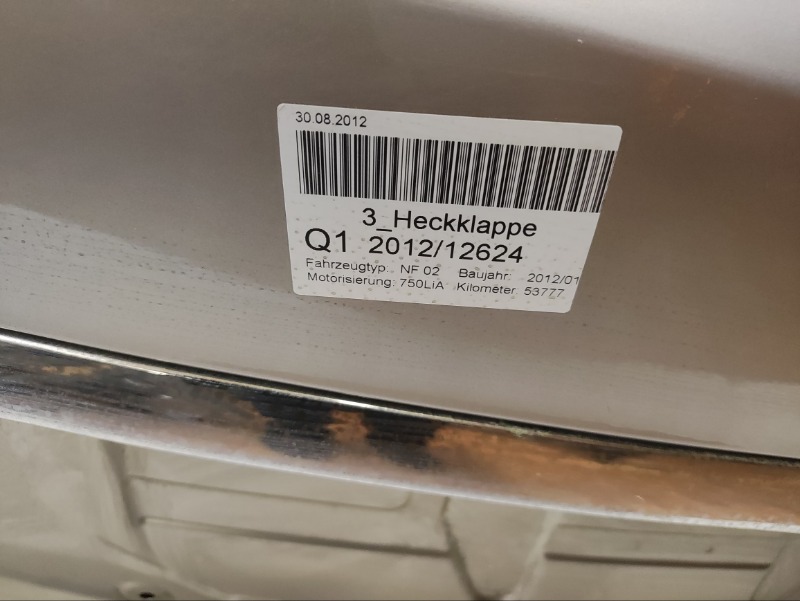 30.08.2012
3_Heckklappe
Q1 2012/12624
Fahrzeugtyp: NF 02 Baujahr: 2012/01
Motorisierung: 750LiA Kilometer 53777